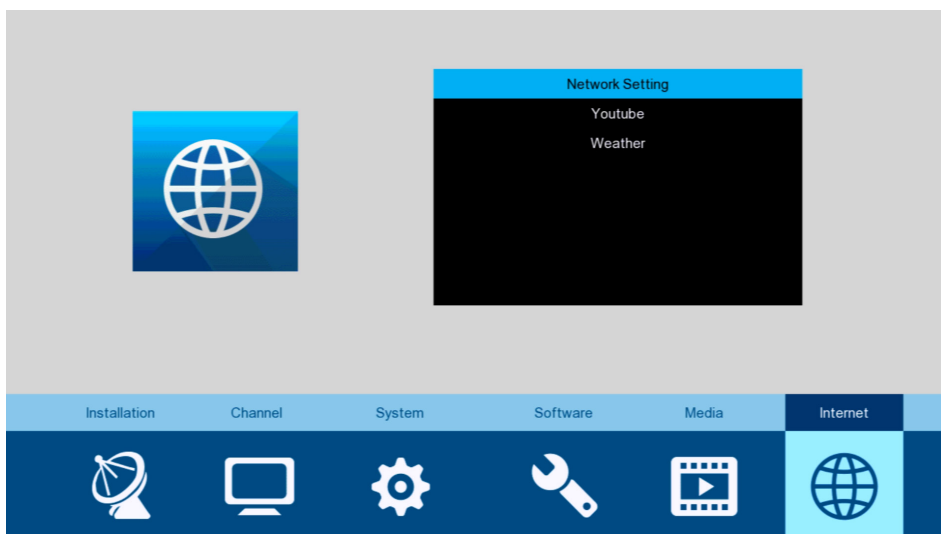 Network Setting
Youtube
Weather
Installation Channel System Software Media Internet